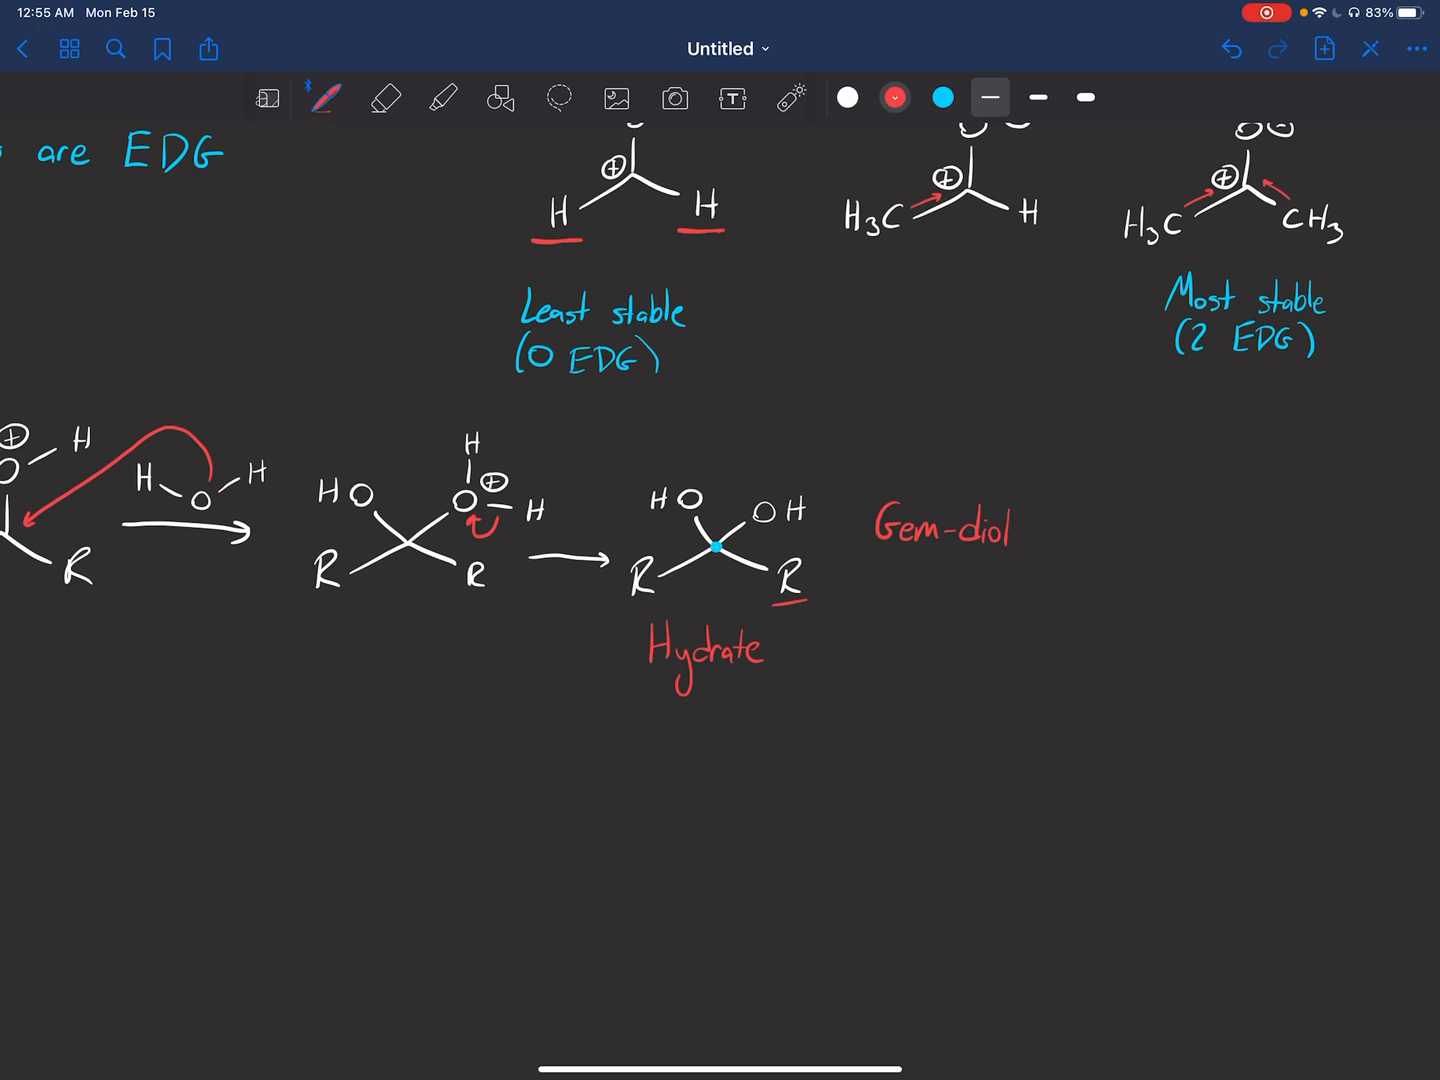 12:55 AM Mon Feb 15
83%
Untitled
T
are EDG
H
H
H₃C
H
H₃C
CH₃
Least stable
(0 EDG)
Most stable
(2 EDG)
⊕
O
H
H
O
H
R
HO
H
O
⊕
H
R
R
HO
OH
R
R
Gem-diol
Hydrate